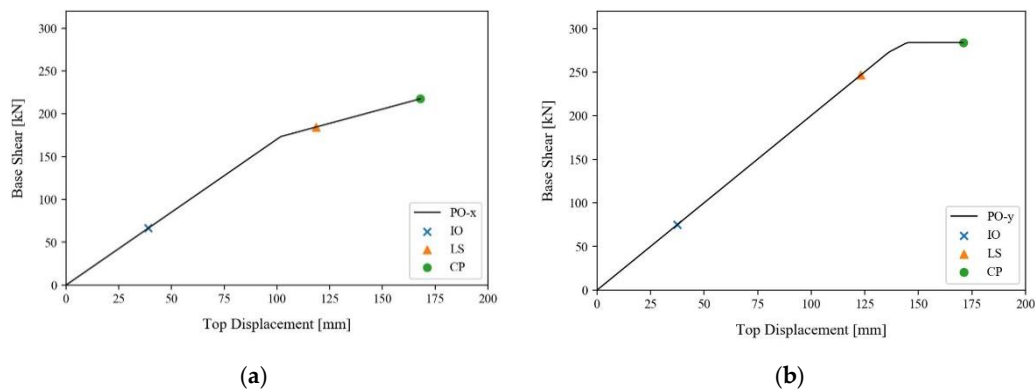 300
250
200
150
100
50
0
Base Shear [kN]
0 25 50 75 100 125 150 175 200
Top Displacement [mm]
PO-x
IO
LS
CP
(a)
300
250
200
150
100
50
0
Base Shear [kN]
0 25 50 75 100 125 150 175 200
Top Displacement [mm]
PO-y
IO
LS
CP
(b)